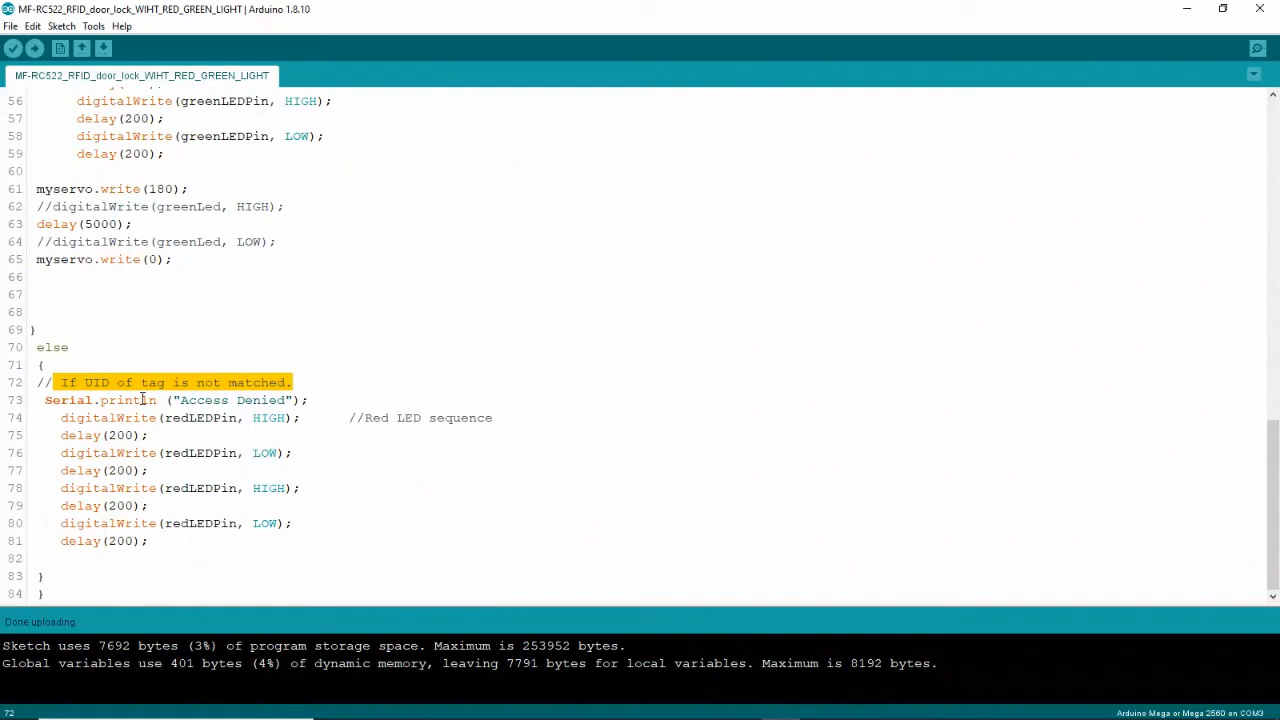 MF-RC522_RFID_door_lock_WIHT_RED_GREEN_LIGHT | Arduino 1.8.10
File Edit Sketch Tools Help
MF-RC522_RFID_door_lock_WIHT_RED_GREEN_LIGHT
56 digitalWrite(greenLEDPin, HIGH);
57 delay(200);
58 digitalWrite(greenLEDPin, LOW);
59 delay(200);
60
61 myservo.write(180);
62 //digitalWrite(greenLed, HIGH);
63 delay(5000);
64 //digitalWrite(greenLed, LOW);
65 myservo.write(0);
66
67
68
69 }
70 else
71 {
72 // If UID of tag is not matched.
73 Serial.println ("Access Denied");
74 digitalWrite(redLEDPin, HIGH); //Red LED sequence
75 delay(200);
76 digitalWrite(redLEDPin, LOW);
77 delay(200);
78 digitalWrite(redLEDPin, HIGH);
79 delay(200);
80 digitalWrite(redLEDPin, LOW);
81 delay(200);
82
83 }
84 }
Done uploading.
Sketch uses 7692 bytes (3%) of program storage space. Maximum is 253952 bytes.
Global variables use 401 bytes (4%) of dynamic memory, leaving 7791 bytes for local variables. Maximum is 8192 bytes.
72 Arduino Mega or Mega 2560 on COM3